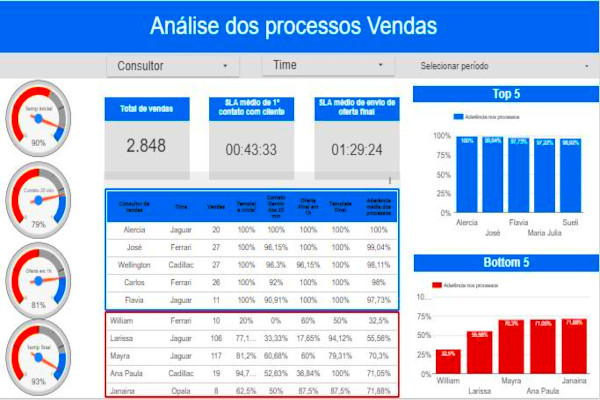 Análise dos processos Vendas
Consultor
Time
Selecionar período
Temp Inicial
90%
Contato 20 min
79%
Oferta em 1h
81%
Temp final
93%
Total de vendas
2.848
SLA médio de 1º
contato com cliente
00:43:33
SLA médio de envio de
oferta final
01:29:24
Consultor de vendas Time Vendas Templat e Inicial Contato Dentro dos 20 min Oferta Final em 1h Template Final Aderência média dos processos
Alercia Jaguar 20 100% 100% 100% 100% 100%
José Ferrari 27 100% 96,15% 100% 100% 99,04%
Wellington Cadillac 27 100% 96,3% 96,15% 100% 98,11%
Carlos Ferrari 26 100% 92% 100% 100% 98%
Flavia Jaguar 11 100% 90,91% 100% 100% 97,73%
William Ferrari 10 20% 0% 60% 50% 32,5%
Larissa Jaguar 106 77,1... 33,33% 17,65% 94,12% 55,56%
Mayra Jaguar 117 81,2% 60,68% 60% 79,31% 70,3%
Ana Paula Cadillac 19 94,7... 52,63% 36,84% 100% 71,05%
Janaina Opala 8 62,5% 50% 87,5% 87,5% 71,88%
Top 5
Aderência nos processos
100%
75%
50%
25%
0%
100% 99,04% 97,73% 97,22% 96,92%
Alercia
José
Flavia
Maria Julia
Sueli
Bottom 5
Aderência nos processos
10...
75%
50%
25%
0%
32,5% 55,56% 70,3% 71,05% 71,88%
William
Larissa
Mayra
Ana Paula
Janaina